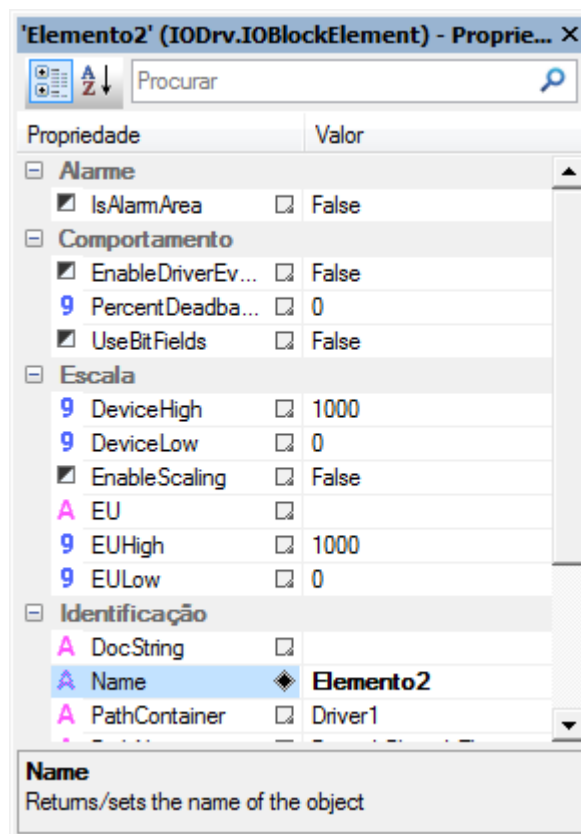 'Elemento2' (IODrv.IOBlockElement) - Proprie...
Procurar
Propriedade Valor
Alarme
IsAlarmArea False
Comportamento
EnableDriverEv... False
PercentDeadba... 0
UseBitFields False
Escala
DeviceHigh 1000
DeviceLow 0
EnableScaling False
EU
EUHigh 1000
EULow 0
Identificação
DocString
Name Elemento2
PathContainer Driver1
Name
Returns/sets the name of the object